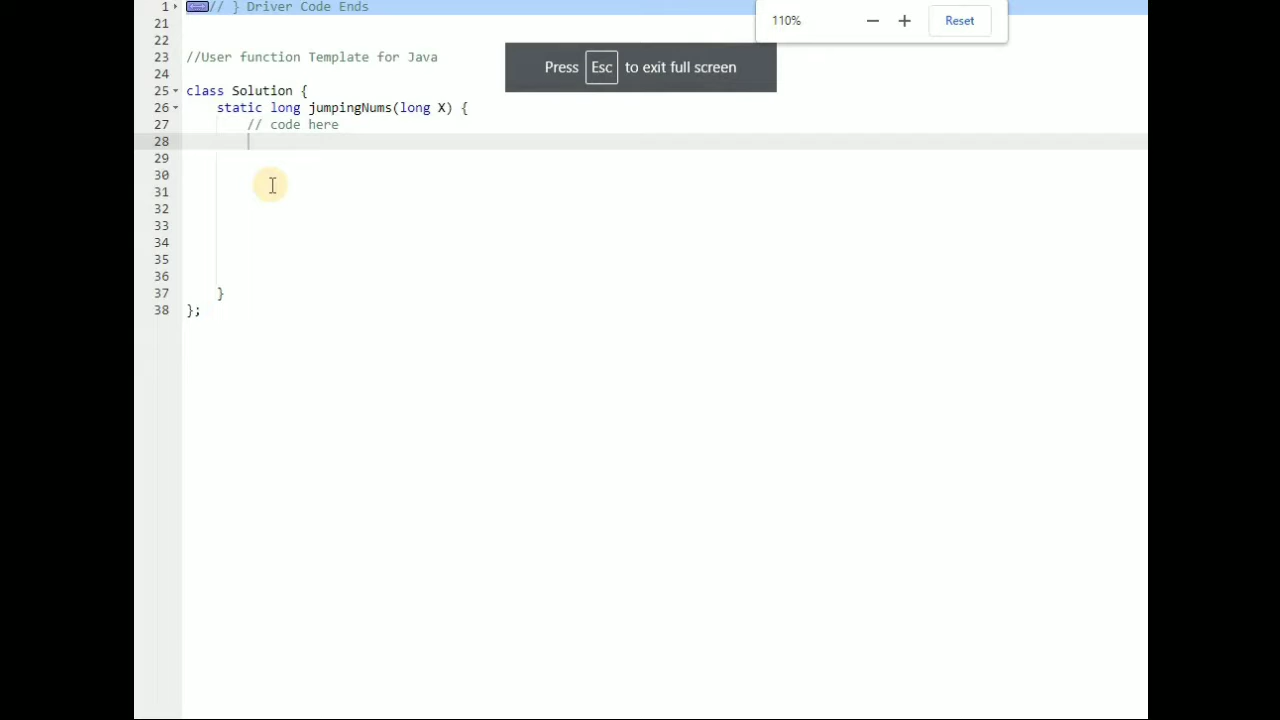 110% − + Reset
Press Esc to exit full screen
1 // } Driver Code Ends
21
22
23 //User function Template for Java
24
25 class Solution {
26 static long jumpingNums(long X) {
27 // code here
28
29
30
31
32
33
34
35
36
37 }
38 };